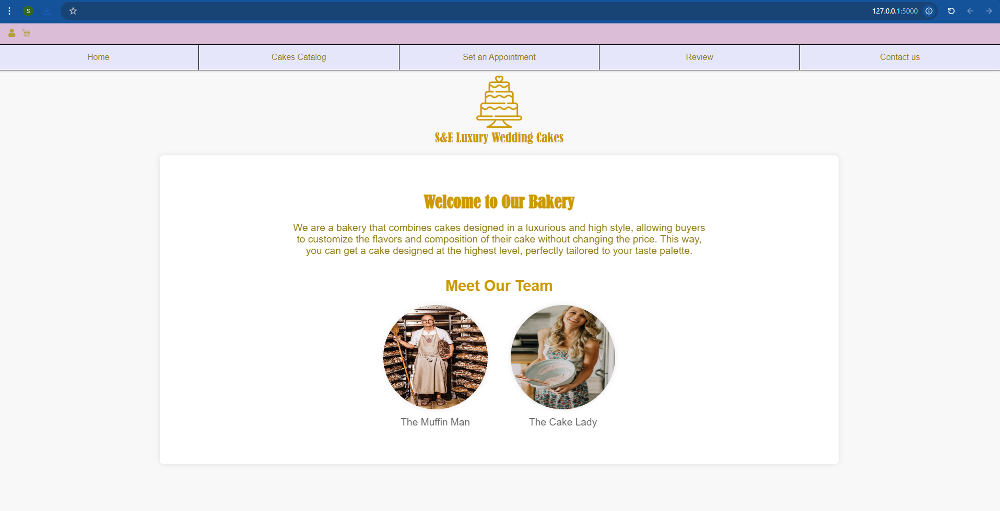 S
127.0.0.1:5000
Home
Cakes Catalog
Set an Appointment
Review
Contact us
S&E Luxury Wedding Cakes
Welcome to Our Bakery
We are a bakery that combines cakes designed in a luxurious and high style, allowing buyers
to customize the flavors and composition of their cake without changing the price. This way,
you can get a cake designed at the highest level, perfectly tailored to your taste palette.
Meet Our Team
The Muffin Man
The Cake Lady